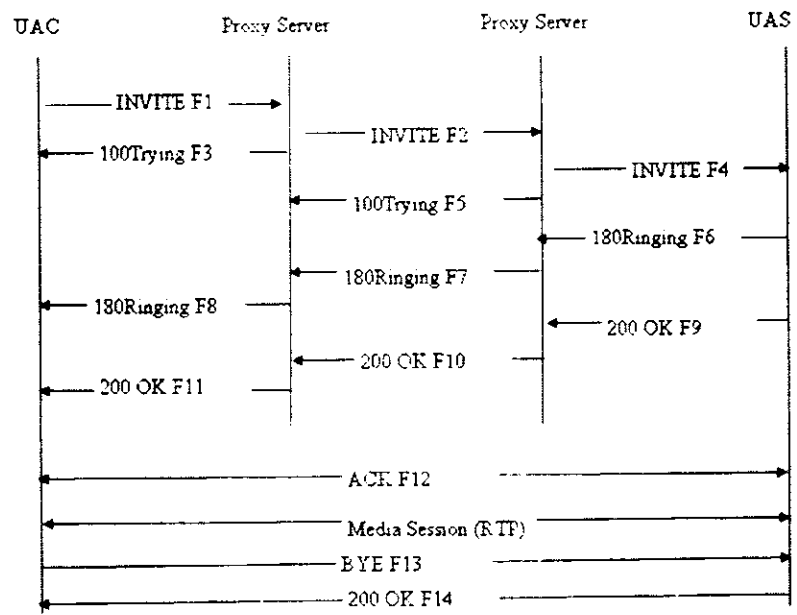 UAC Proxy Server Proxy Server UAS
INVITE F1
INVITE F2
100Trying F3
INVITE F4
100Trying F5
180Ringing F6
180Ringing F7
180Ringing F8
200 OK F9
200 OK F10
200 OK F11
ACK F12
Media Session (RTP)
BYE F13
200 OK F14